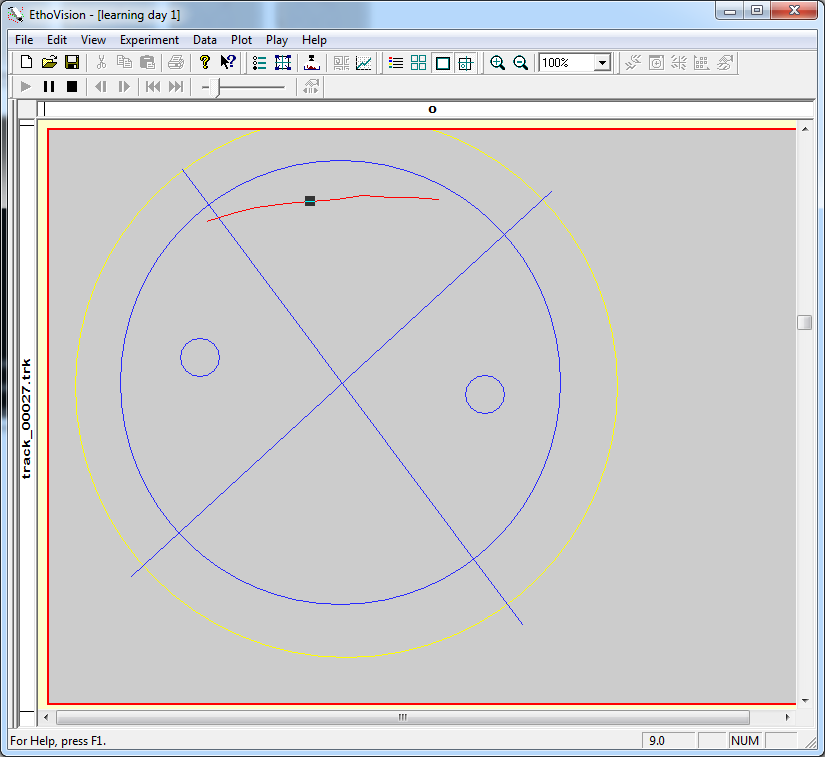 EthoVision - [learning day 1]
File Edit View Experiment Data Plot Play Help
100%
o
track_00027.trk
For Help, press F1.
9.0
NUM